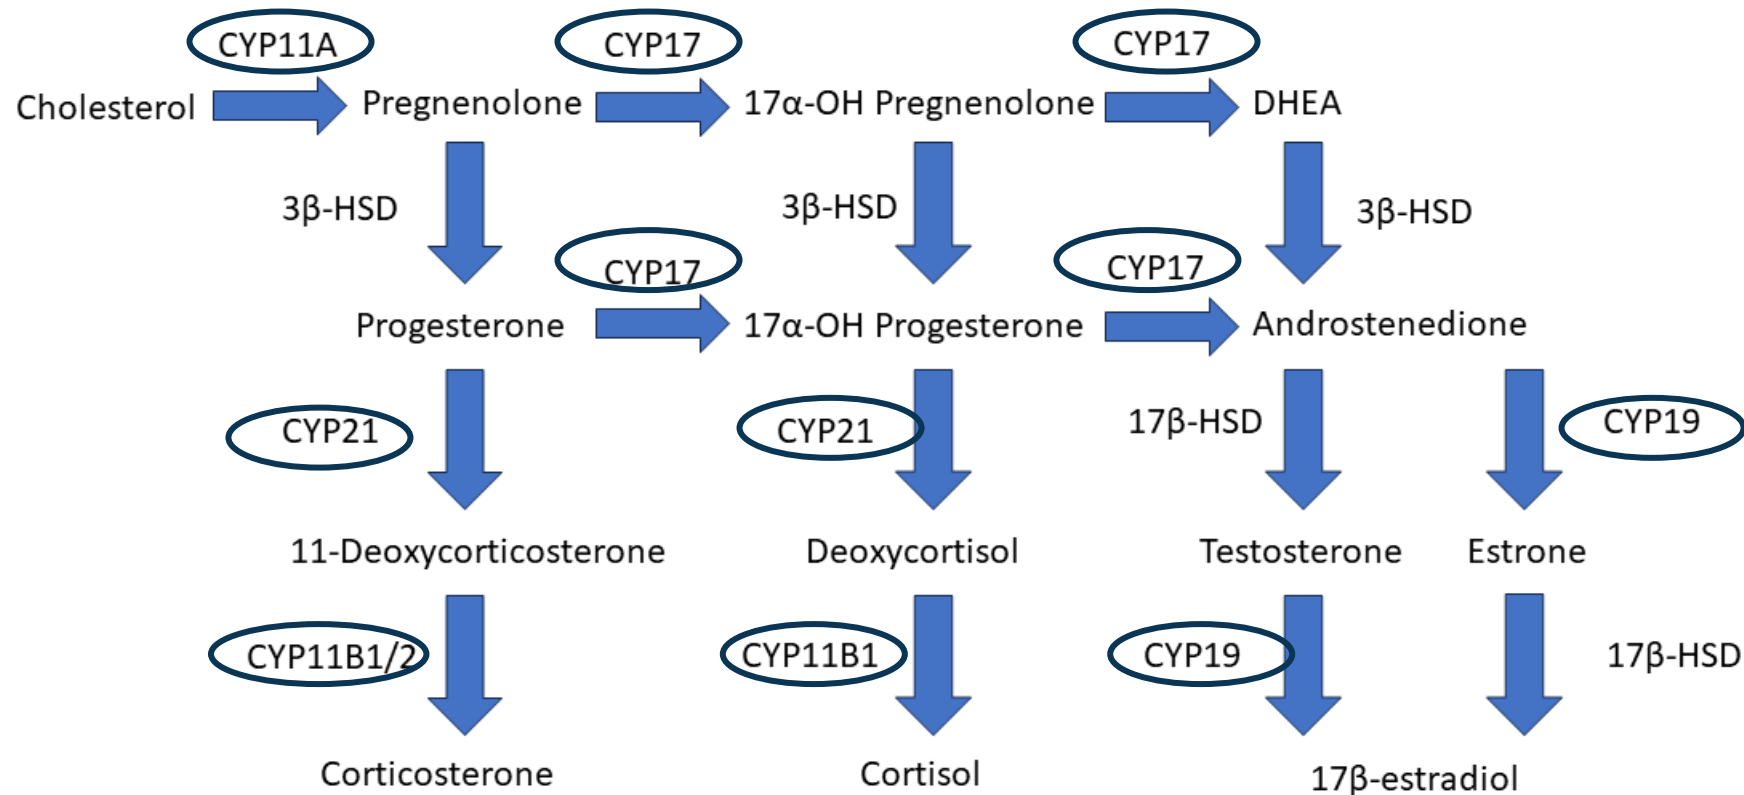 CYP11A
CYP17
CYP17
Cholesterol
Pregnenolone
17α-OH Pregnenolone
DHEA
3β-HSD
3β-HSD
3β-HSD
CYP17
CYP17
Progesterone
17α-OH Progesterone
Androstenedione
CYP21
CYP21
17β-HSD
CYP19
11-Deoxycorticosterone
Deoxycortisol
Testosterone
Estrone
CYP11B1/2
CYP11B1
CYP19
17β-HSD
Corticosterone
Cortisol
17β-estradiol